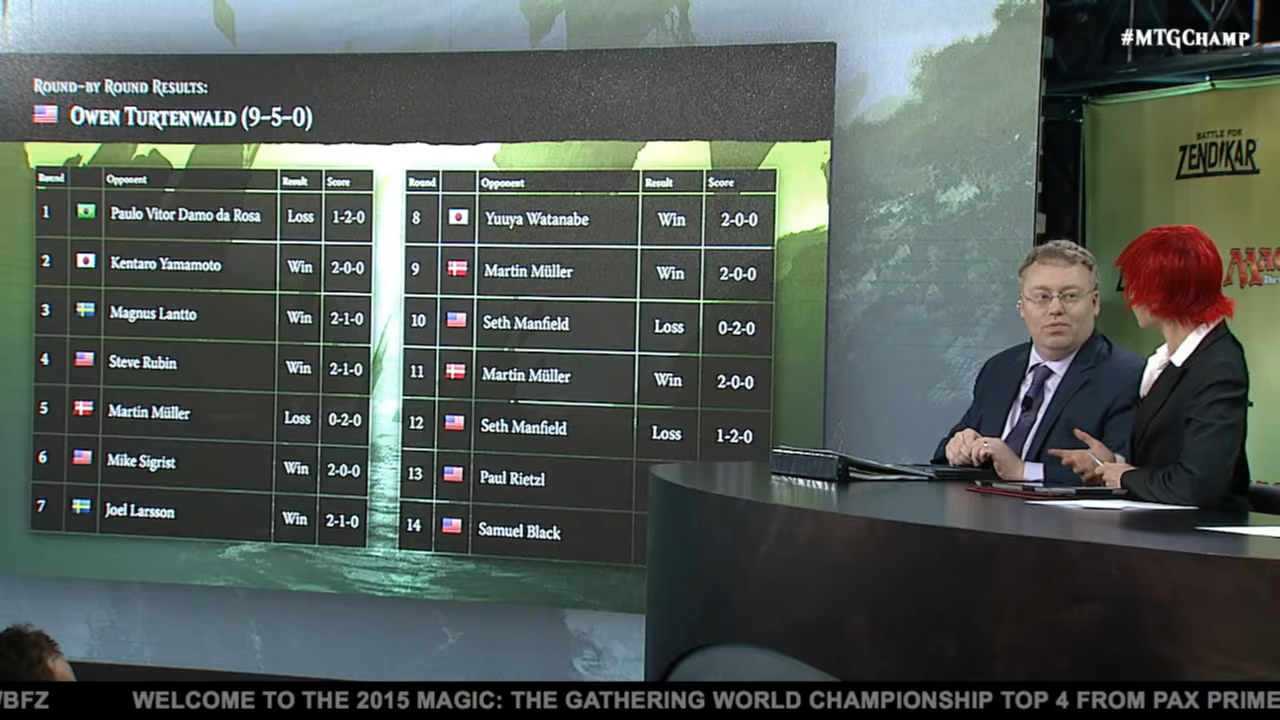 #MTGChamp
Round-by Round Results:
Owen Turtenwald (9-5-0)
Round Opponent Result Score
1 Paulo Vitor Damo da Rosa Loss 1-2-0
2 Kentaro Yamamoto Win 2-0-0
3 Magnus Lantto Win 2-1-0
4 Steve Rubin Win 2-1-0
5 Martin Müller Loss 0-2-0
6 Mike Sigrist Win 2-0-0
7 Joel Larsson Win 2-1-0
Round Opponent Result Score
8 Yuuya Watanabe Win 2-0-0
9 Martin Müller Win 2-0-0
10 Seth Manfield Loss 0-2-0
11 Martin Müller Win 2-0-0
12 Seth Manfield Loss 1-2-0
13 Paul Rietzl
14 Samuel Black
BATTLE FOR
ZENDIKAR
/BFZ WELCOME TO THE 2015 MAGIC: THE GATHERING WORLD CHAMPIONSHIP TOP 4 FROM PAX PRIME